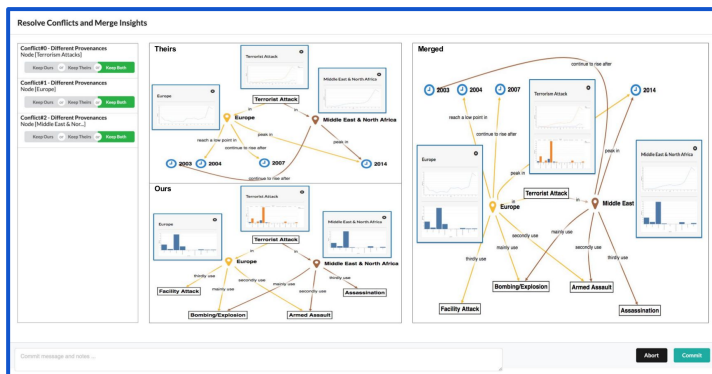 Resolve Conflicts and Merge Insights
Conflict#0 - Different Provenances
Node [Terrorism Attacks]
Keep Ours or Keep Theirs or Keep Both
Conflict#1 - Different Provenances
Node [Europe]
Keep Ours or Keep Theirs or Keep Both
Conflict#2 - Different Provenances
Node [Middle East & Nor...]
Keep Ours or Keep Theirs or Keep Both
Theirs
Terrorist Attack
Middle East & North Africa
Europe
Terrorist Attack
in
in
Europe
Middle East & North Africa
reach a low point in
continue to rise after
peak in
peak in
2003
2004
2007
2014
continue to rise after
Ours
Terrorist Attack
Europe
Middle East & North Africa
Terrorist Attack
in
in
Europe
Middle East & North Africa
thirdly use
mainly use
secondly use
mainly use
secondly use
thirdly use
Facility Attack
Assassination
Bombing/Explosion
Armed Assault
Merged
continue to rise after
2003
2004
2007
2014
Terrorism Attack
reach a low point in
continue to rise after
peak in
peak in
Europe
Middle East & North Africa
Terrorist Attack
in
in
Europe
Middle East
mainly use
secondly use
mainly use
secondly use
thirdly use
thirdly use
Bombing/Explosion
Armed Assault
Facility Attack
Assassination
Commit message and notes ...
Abort
Commit